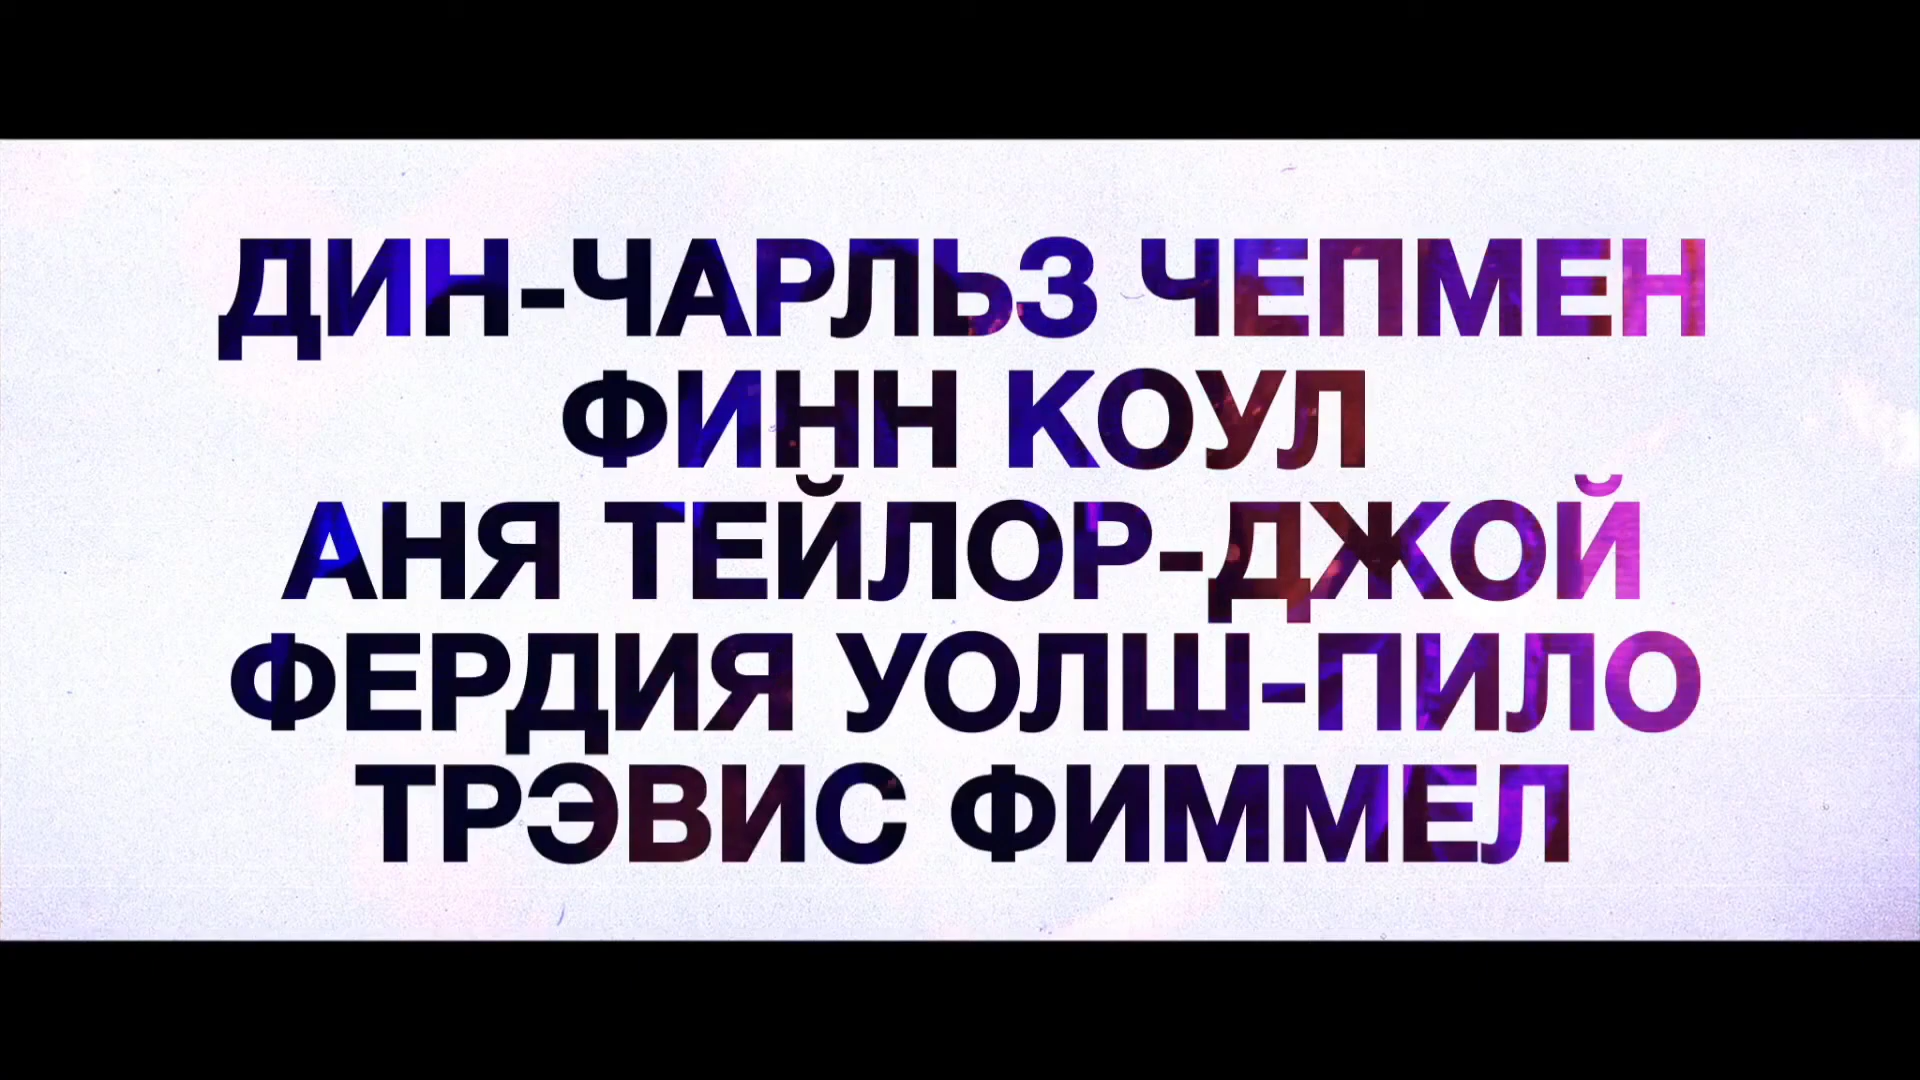 ДИН-ЧАРЛЬЗ ЧЕПМЕН
ФИНН КОУЛ
АНЯ ТЕЙЛОР-ДЖОЙ
ФЕРДИЯ УОЛШ-ПИЛО
ТРЭВИС ФИММЕЛ